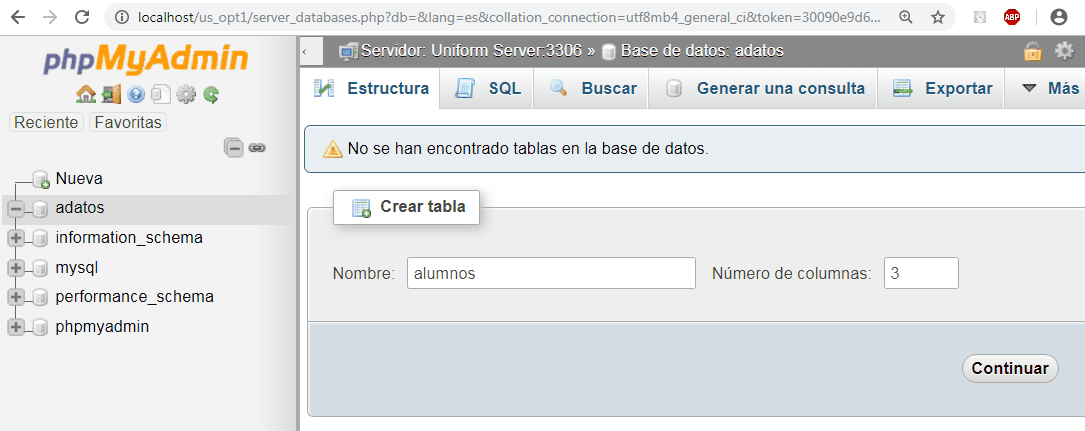 localhost/us_opt1/server_databases.php?db=&lang=es&collation_connection=utf8mb4_general_ci&token=30090e9d6...
ABP
phpMyAdmin
Reciente Favoritas
Nueva
adatos
information_schema
mysql
performance_schema
phpmyadmin
Servidor: Uniform Server:3306 » Base de datos: adatos
Estructura SQL Buscar Generar una consulta Exportar Más
No se han encontrado tablas en la base de datos.
Crear tabla
Nombre: alumnos Número de columnas: 3
Continuar